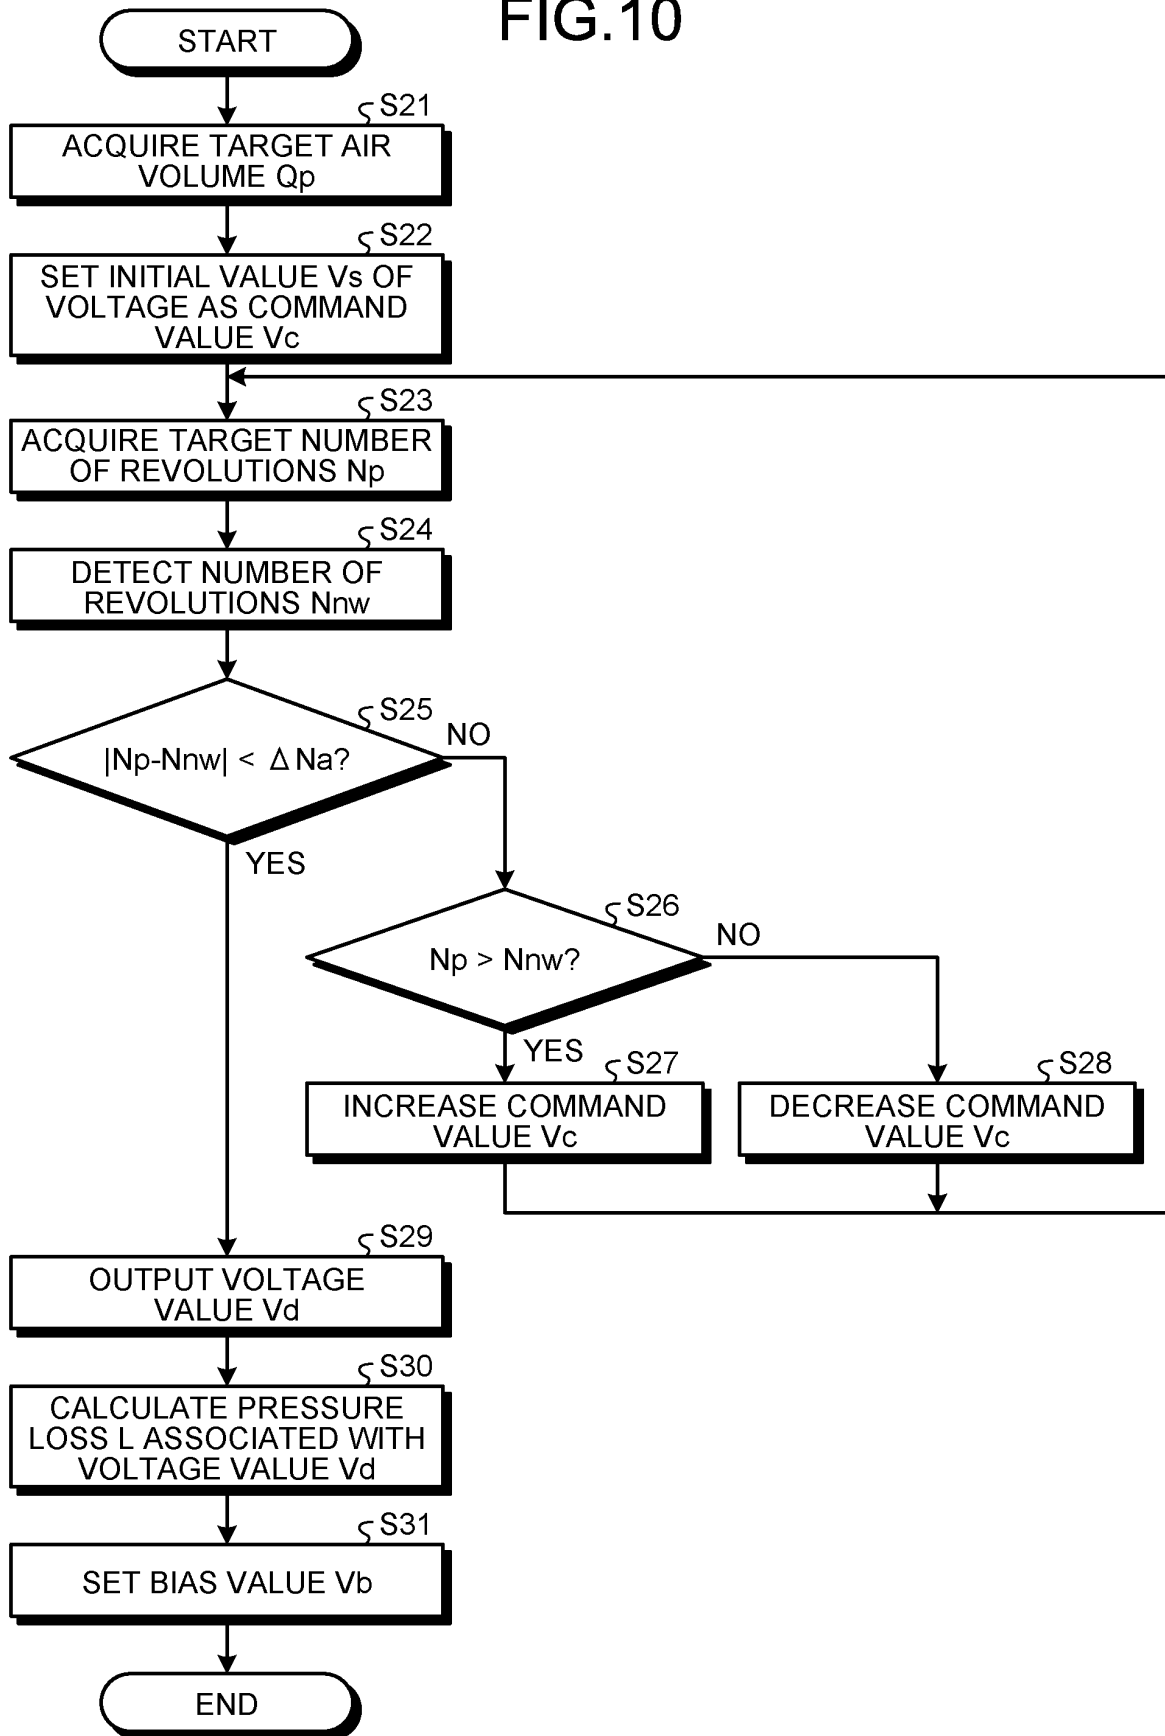 FIG.10
START
S21
ACQUIRE TARGET AIR
VOLUME Qp
S22
SET INITIAL VALUE Vs OF
VOLTAGE AS COMMAND
VALUE Vc
S23
ACQUIRE TARGET NUMBER
OF REVOLUTIONS Np
S24
DETECT NUMBER OF
REVOLUTIONS Nnw
S25
|Np-Nnw| < Δ Na?
NO
YES
S26
Np > Nnw?
NO
YES
S27
INCREASE COMMAND
VALUE Vc
S28
DECREASE COMMAND
VALUE Vc
S29
OUTPUT VOLTAGE
VALUE Vd
S30
CALCULATE PRESSURE
LOSS L ASSOCIATED WITH
VOLTAGE VALUE Vd
S31
SET BIAS VALUE Vb
END